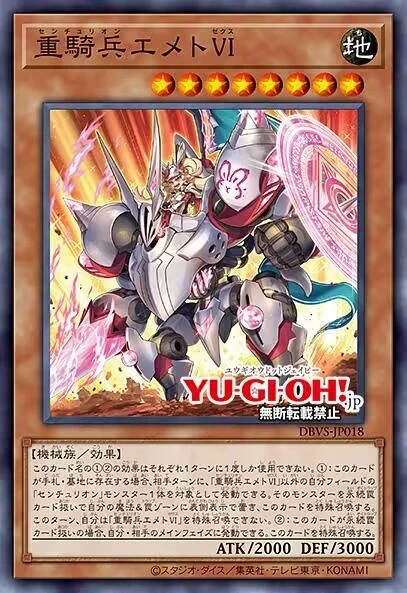 センチュリオン ゼクス
重騎兵エメトⅥ
地
ユウギオウドットジェイピー
YU-GI-OH!.jp
無断転載禁止
DBVS-JP018
【機械族/効果】
このカード名の①②の効果はそれぞれ1ターンに1度しか使用できない。①:このカード
が手札・墓地に存在する場合、相手ターンに、「重騎兵エメトⅥ」以外の自分フィールドの
「センチュリオン」モンスター1体を対象として発動できる。そのモンスターを永続罠
カード扱いで自分の魔法&罠ゾーンに表側表示で置き、このカードを特殊召喚する。
このターン、自分は「重騎兵エメトⅥ」を特殊召喚できない。②:このカードが永続罠
カード扱いの場合、自分・相手のメインフェイズに発動できる。このカードを特殊召喚する。
ATK/2000 DEF/3000
©スタジオ・ダイス/集英社・テレビ東京・KONAMI